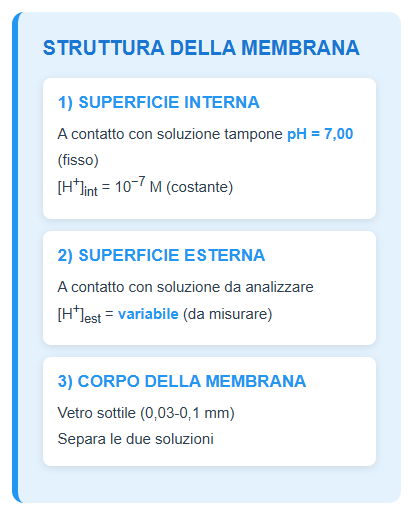 STRUTTURA DELLA MEMBRANA
1) SUPERFICIE INTERNA
A contatto con soluzione tampone pH = 7,00
(fisso)
[H⁺]int = 10⁻⁷ M (costante)
2) SUPERFICIE ESTERNA
A contatto con soluzione da analizzare
[H⁺]est = variabile (da misurare)
3) CORPO DELLA MEMBRANA
Vetro sottile (0,03-0,1 mm)
Separa le due soluzioni